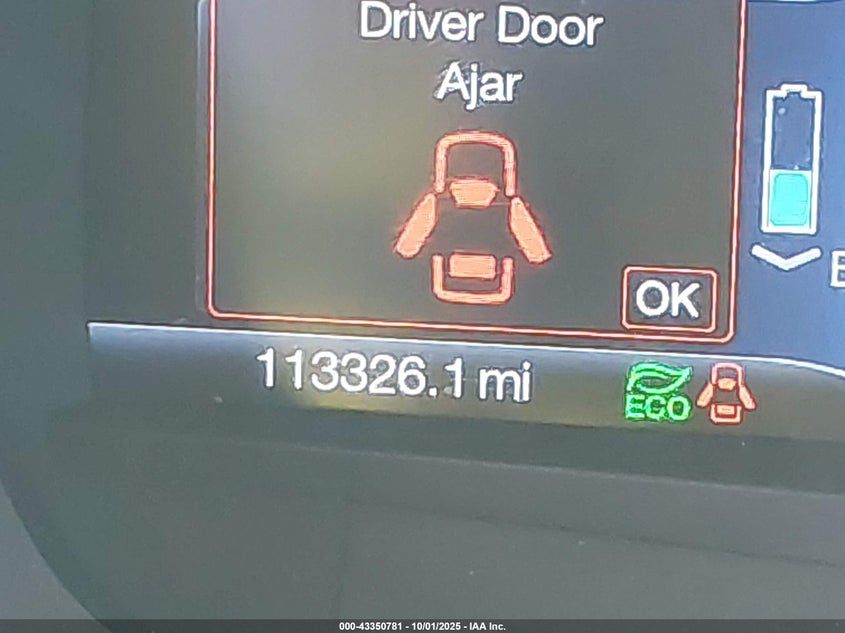 Driver Door
Ajar
OK
113326.1 mi
ECO
000-43350781 - 10/01/2025 - IAA Inc.